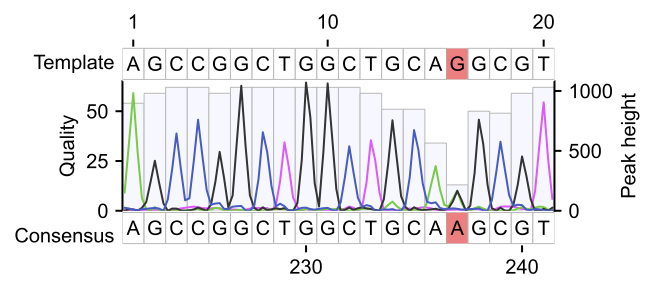 1 10 20
Template A G C C G G C T G G C T G C A G G C G T
50 1000
Quality Peak height
25 500
0 0
Consensus A G C C G G C T G G C T G C A A G C G T
230 240